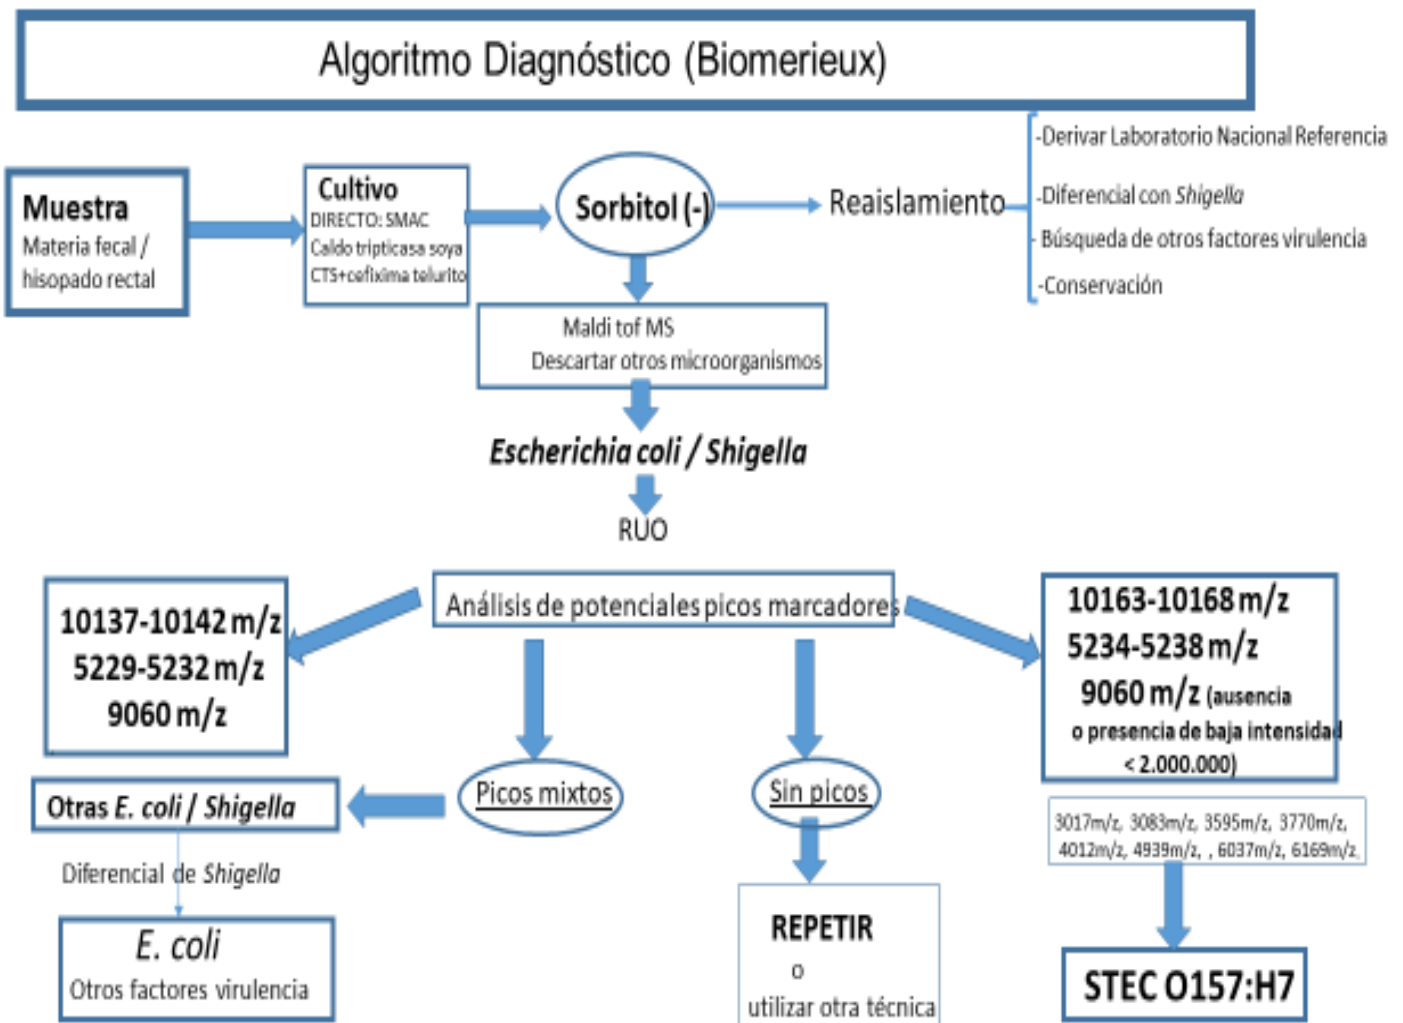 Algoritmo Diagnóstico (Biomerieux)
Muestra
Materia fecal /
hisopado rectal
Cultivo
DIRECTO: SMAC
Caldo tripticasa soya
CTS+cefixima telurito
Sorbitol (-)
Reaislamiento
-Derivar Laboratorio Nacional Referencia
-Diferencial con Shigella
- Búsqueda de otros factores virulencia
-Conservación
Maldi tof MS
Descartar otros microorganismos
Escherichia coli / Shigella
RUO
Análisis de potenciales picos marcadores
10137-10142 m/z
5229-5232 m/z
9060 m/z
Picos mixtos
Otras E. coli / Shigella
Diferencial de Shigella
E. coli
Otros factores virulencia
Sin picos
REPETIR
o
utilizar otra técnica
10163-10168 m/z
5234-5238 m/z
9060 m/z (ausencia
o presencia de baja intensidad
< 2.000.000)
3017m/z, 3083m/z, 3595m/z, 3770m/z,
4012m/z, 4939m/z, , 6037m/z, 6169m/z.
STEC O157:H7